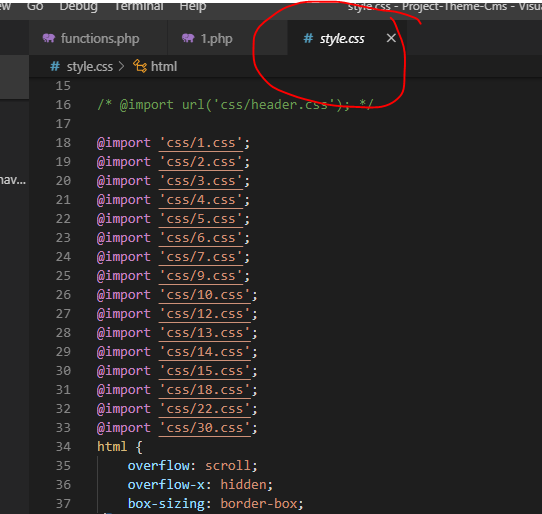 Go Debug Terminal Help style.css - Project-Theme-Cms - Visu
functions.php 1.php # style.css ×
# style.css > html
15
16 /* @import url('css/header.css'); */
17
18 @import 'css/1.css';
19 @import 'css/2.css';
20 @import 'css/3.css';
21 @import 'css/4.css';
22 @import 'css/5.css';
23 @import 'css/6.css';
24 @import 'css/7.css';
25 @import 'css/9.css';
26 @import 'css/10.css';
27 @import 'css/12.css';
28 @import 'css/13.css';
29 @import 'css/14.css';
30 @import 'css/15.css';
31 @import 'css/18.css';
32 @import 'css/22.css';
33 @import 'css/30.css';
34 html {
35 overflow: scroll;
36 overflow-x: hidden;
37 box-sizing: border-box;
nav...